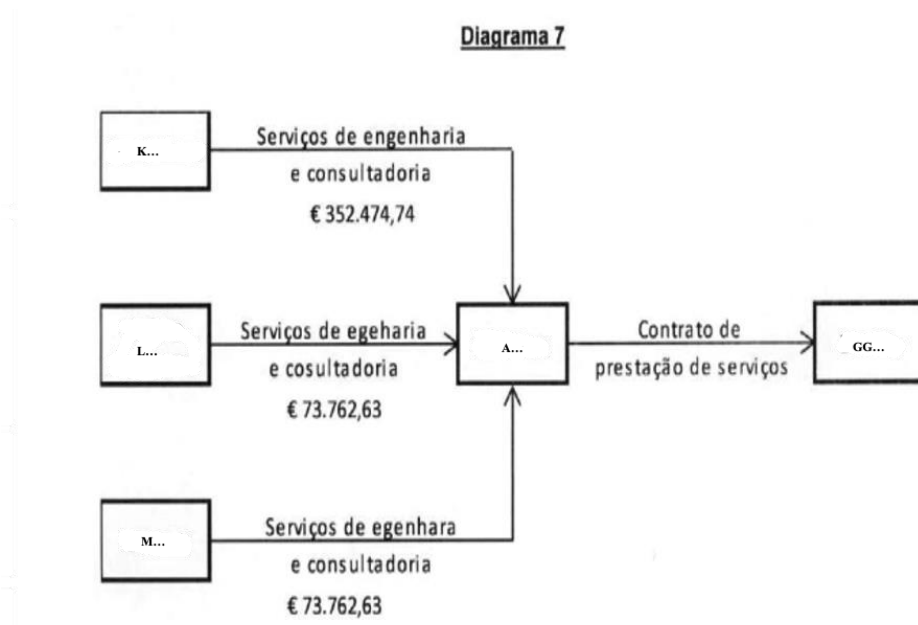 Diagrama 7
K...
Serviços de engenharia
e consultadoria
€ 352.474,74
L...
Serviços de egeharia
e cosultadoria
€ 73.762,63
A...
Contrato de
prestação de serviços
GG...
M...
Serviços de egenhara
e consultadoria
€ 73.762,63